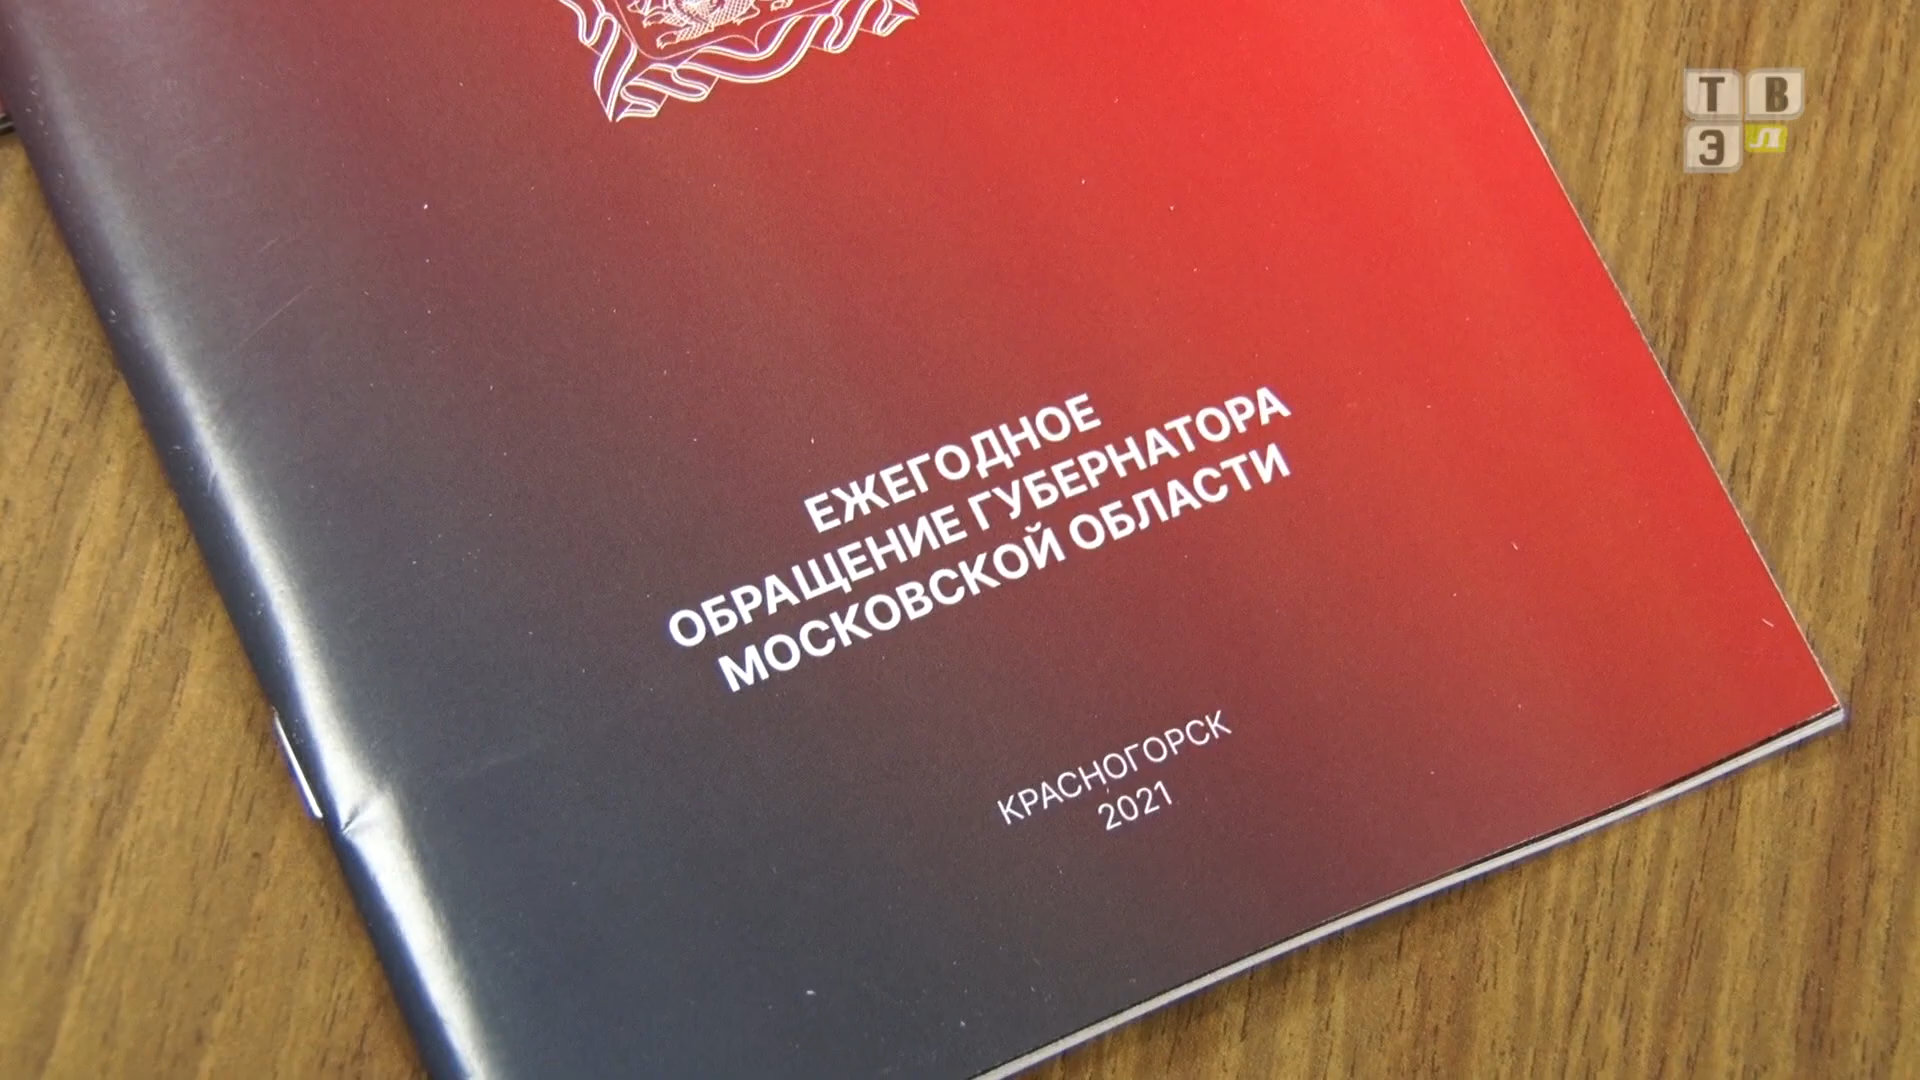 ТВ
Эл
ЕЖЕГОДНОЕ
ОБРАЩЕНИЕ ГУБЕРНАТОРА
МОСКОВСКОЙ ОБЛАСТИ
КРАСНОГОРСК
2021